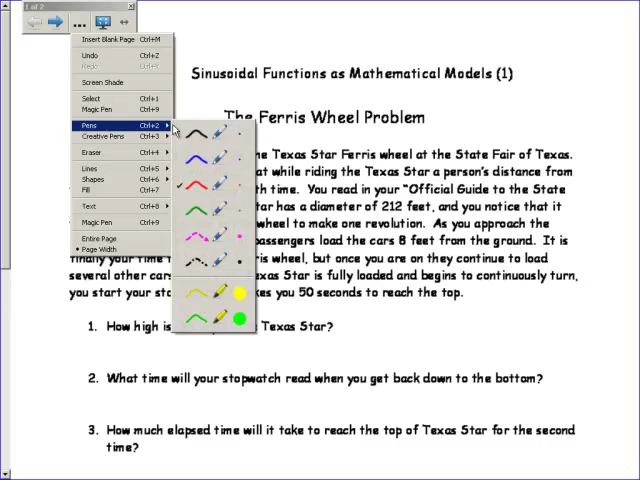 1 of 2
Insert Blank Page Ctrl+M
Undo Ctrl+Z
Redo Ctrl+Y
Screen Shade
Select Ctrl+1
Magic Pen Ctrl+9
Pens Ctrl+2
Creative Pens Ctrl+3
Eraser Ctrl+4
Lines Ctrl+5
Shapes Ctrl+6
Fill Ctrl+7
Text Ctrl+8
Magic Pen Ctrl+9
Entire Page
Page Width
Sinusoidal Functions as Mathematical Models (1)
The Ferris Wheel Problem
the Texas Star Ferris wheel at the State Fair of Texas.
at while riding the Texas Star a person's distance from
th time. You read in your "Official Guide to the State
tar has a diameter of 212 feet, and you notice that it
wheel to make one revolution. As you approach the
passengers load the cars 8 feet from the ground. It is
finally your time ris wheel, but once you are on they continue to load
several other cars exas Star is fully loaded and begins to continuously turn,
you start your sto kes you 50 seconds to reach the top.
1. How high is e Texas Star?
2. What time will your stopwatch read when you get back down to the bottom?
3. How much elapsed time will it take to reach the top of Texas Star for the second
time?